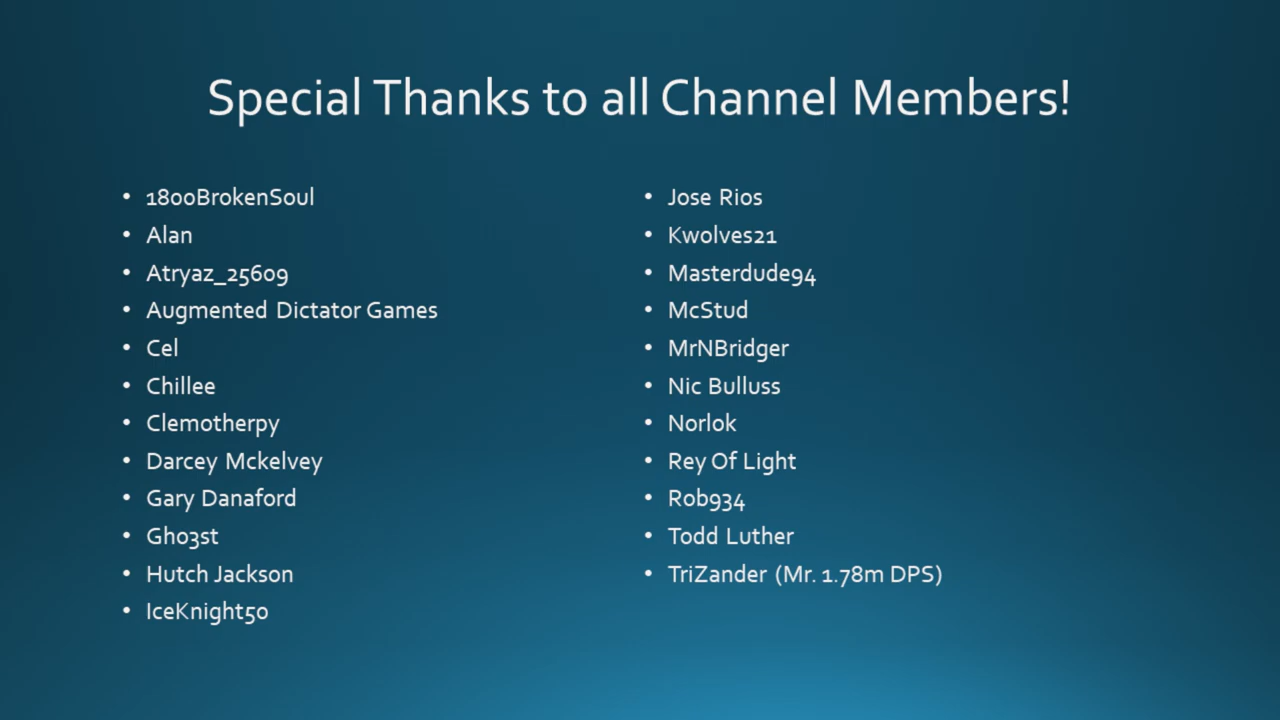 Special Thanks to all Channel Members!
• 1800BrokenSoul
• Alan
• Atryaz_25609
• Augmented Dictator Games
• Cel
• Chillee
• Clemotherpy
• Darcey Mckelvey
• Gary Danaford
• Gho3st
• Hutch Jackson
• IceKnight50
• Jose Rios
• Kwolves21
• Masterdude94
• McStud
• MrNBridger
• Nic Bulluss
• Norlok
• Rey Of Light
• Rob934
• Todd Luther
• TriZander (Mr. 1.78m DPS)